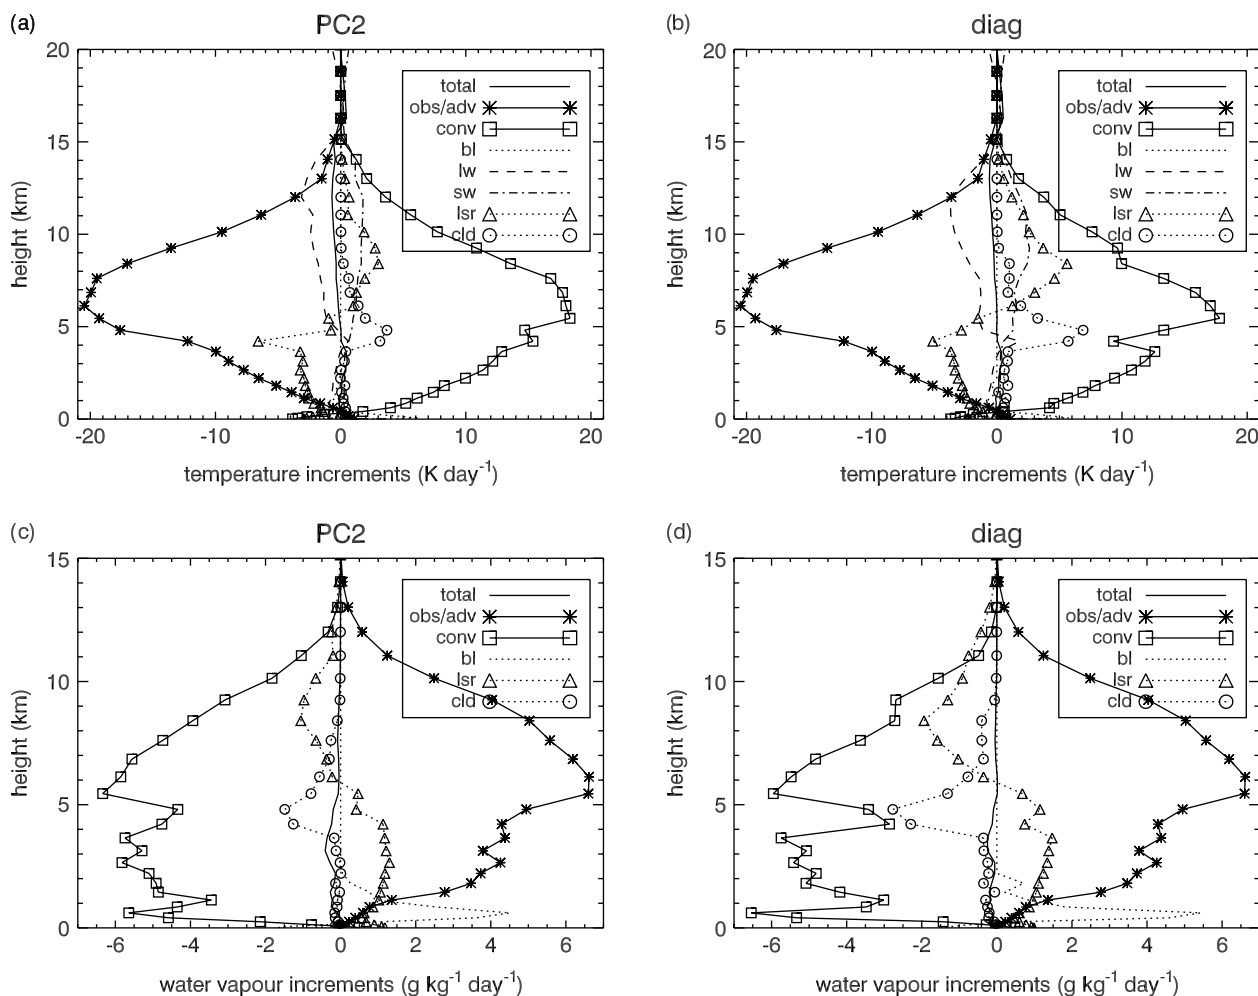 (a) PC2
20
15
10
5
0
height (km)
total
obs/adv
conv
bl
lw
sw
lsr
cld
-20 -10 0 10 20
temperature increments (K day⁻¹)
(b) diag
20
15
10
5
0
height (km)
total
obs/adv
conv
bl
lw
sw
lsr
cld
-20 -10 0 10 20
temperature increments (K day⁻¹)
(c) PC2
15
10
5
0
height (km)
total
obs/adv
conv
bl
lsr
cld
-6 -4 -2 0 2 4 6
water vapour increments (g kg⁻¹ day⁻¹)
(d) diag
15
10
5
0
height (km)
total
obs/adv
conv
bl
lsr
cld
-6 -4 -2 0 2 4 6
water vapour increments (g kg⁻¹ day⁻¹)